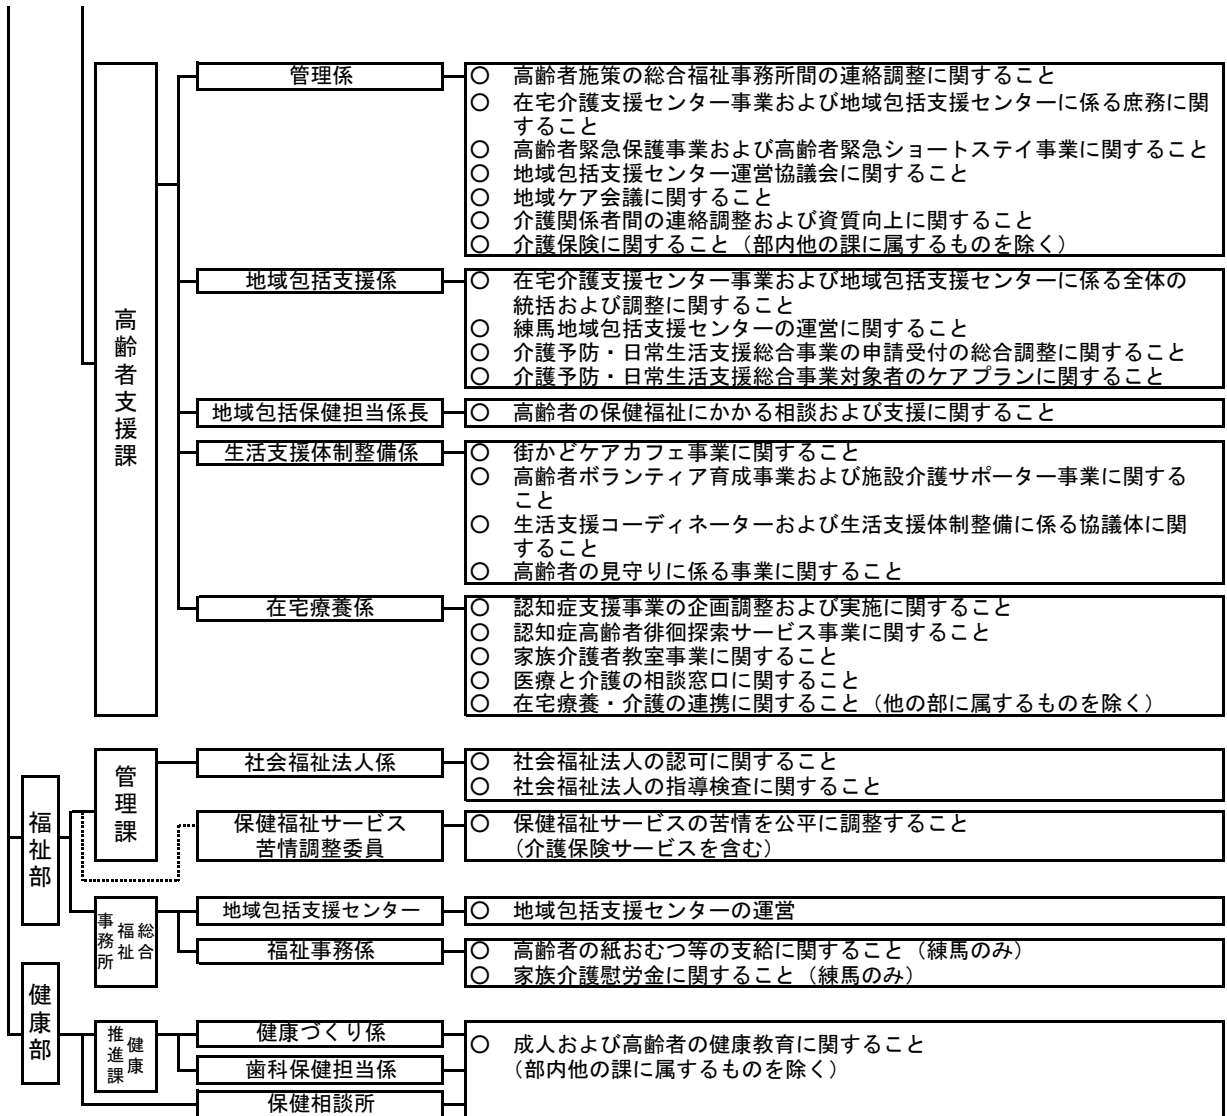 高齢者支援課
管理係
○ 高齢者施策の総合福祉事務所間の連絡調整に関すること
○ 在宅介護支援センター事業および地域包括支援センターに係る庶務に関
すること
○ 高齢者緊急保護事業および高齢者緊急ショートステイ事業に関すること
○ 地域包括支援センター運営協議会に関すること
○ 地域ケア会議に関すること
○ 介護関係者間の連絡調整および資質向上に関すること
○ 介護保険に関すること（部内他の課に属するものを除く）
地域包括支援係
○ 在宅介護支援センター事業および地域包括支援センターに係る全体の
統括および調整に関すること
○ 練馬地域包括支援センターの運営に関すること
○ 介護予防・日常生活支援総合事業の申請受付の総合調整に関すること
○ 介護予防・日常生活支援総合事業対象者のケアプランに関すること
地域包括保健担当係長
○ 高齢者の保健福祉にかかる相談および支援に関すること
生活支援体制整備係
○ 街かどケアカフェ事業に関すること
○ 高齢者ボランティア育成事業および施設介護サポーター事業に関する
こと
○ 生活支援コーディネーターおよび生活支援体制整備に係る協議体に関
すること
○ 高齢者の見守りに係る事業に関すること
在宅療養係
○ 認知症支援事業の企画調整および実施に関すること
○ 認知症高齢者徘徊探索サービス事業に関すること
○ 家族介護者教室事業に関すること
○ 医療と介護の相談窓口に関すること
○ 在宅療養・介護の連携に関すること（他の部に属するものを除く）
福祉部
管理課
社会福祉法人係
○ 社会福祉法人の認可に関すること
○ 社会福祉法人の指導検査に関すること
保健福祉サービス
苦情調整委員
○ 保健福祉サービスの苦情を公平に調整すること
（介護保険サービスを含む）
総合
福祉
事務所
地域包括支援センター
○ 地域包括支援センターの運営
福祉事務係
○ 高齢者の紙おむつ等の支給に関すること（練馬のみ）
○ 家族介護慰労金に関すること（練馬のみ）
健康部
健康
推進課
健康づくり係
歯科保健担当係
保健相談所
○ 成人および高齢者の健康教育に関すること
（部内他の課に属するものを除く）